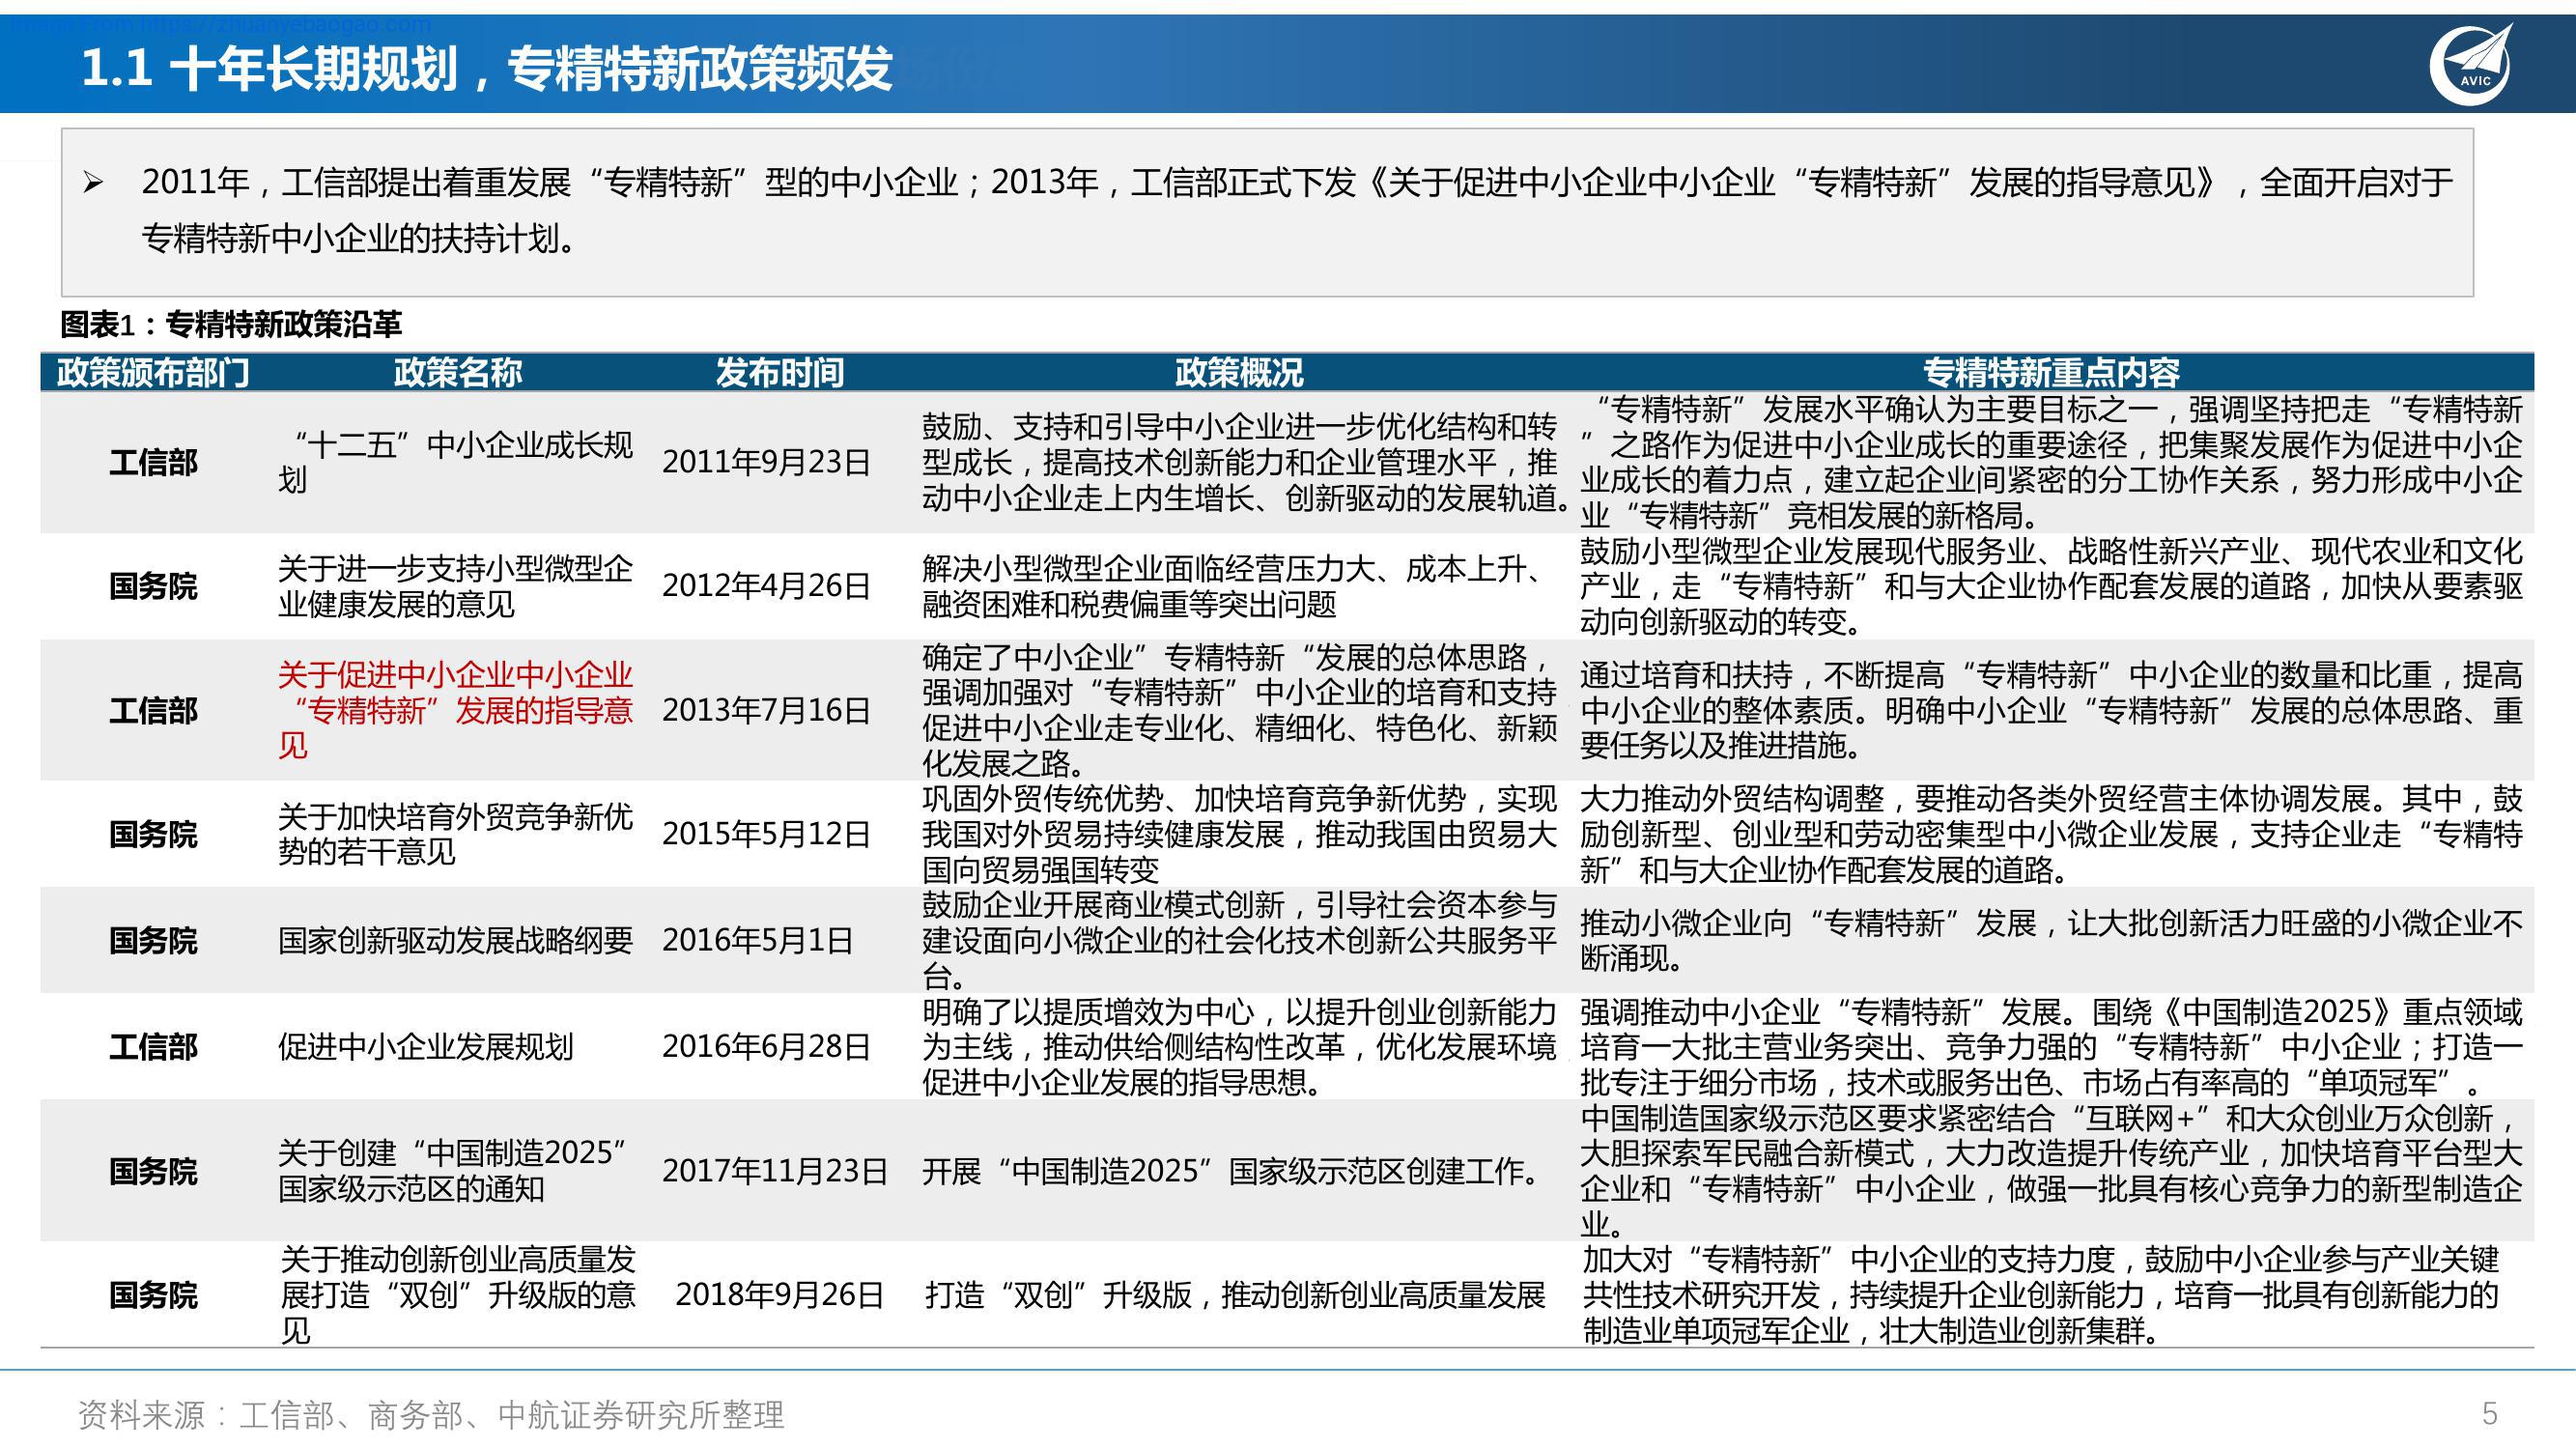 Image From https://zhuanyebaogao.com
1.1 十年长期规划，专精特新政策频发
AVIC
➢ 2011年，工信部提出着重发展“专精特新”型的中小企业；2013年，工信部正式下发《关于促进中小企业中小企业“专精特新”发展的指导意见》，全面开启对于
专精特新中小企业的扶持计划。
图表1：专精特新政策沿革
政策颁布部门 政策名称 发布时间 政策概况 专精特新重点内容
工信部
“十二五”中小企业成长规
划
2011年9月23日
鼓励、支持和引导中小企业进一步优化结构和转
型成长，提高技术创新能力和企业管理水平，推
动中小企业走上内生增长、创新驱动的发展轨道。
“专精特新”发展水平确认为主要目标之一，强调坚持把走“专精特新
”之路作为促进中小企业成长的重要途径，把集聚发展作为促进中小企
业成长的着力点，建立起企业间紧密的分工协作关系，努力形成中小企
业“专精特新”竞相发展的新格局。
国务院
关于进一步支持小型微型企
业健康发展的意见
2012年4月26日
解决小型微型企业面临经营压力大、成本上升、
融资困难和税费偏重等突出问题
鼓励小型微型企业发展现代服务业、战略性新兴产业、现代农业和文化
产业，走“专精特新”和与大企业协作配套发展的道路，加快从要素驱
动向创新驱动的转变。
工信部
关于促进中小企业中小企业
“专精特新”发展的指导意
见
2013年7月16日
确定了中小企业”专精特新“发展的总体思路，
强调加强对“专精特新”中小企业的培育和支持
促进中小企业走专业化、精细化、特色化、新颖
化发展之路。
通过培育和扶持，不断提高“专精特新”中小企业的数量和比重，提高
中小企业的整体素质。明确中小企业“专精特新”发展的总体思路、重
要任务以及推进措施。
国务院
关于加快培育外贸竞争新优
势的若干意见
2015年5月12日
巩固外贸传统优势、加快培育竞争新优势，实现
我国对外贸易持续健康发展，推动我国由贸易大
国向贸易强国转变
大力推动外贸结构调整，要推动各类外贸经营主体协调发展。其中，鼓
励创新型、创业型和劳动密集型中小微企业发展，支持企业走“专精特
新”和与大企业协作配套发展的道路。
国务院
国家创新驱动发展战略纲要
2016年5月1日
鼓励企业开展商业模式创新，引导社会资本参与
建设面向小微企业的社会化技术创新公共服务平
台。
推动小微企业向“专精特新”发展，让大批创新活力旺盛的小微企业不
断涌现。
工信部
促进中小企业发展规划
2016年6月28日
明确了以提质增效为中心，以提升创业创新能力
为主线，推动供给侧结构性改革，优化发展环境
促进中小企业发展的指导思想。
强调推动中小企业“专精特新”发展。围绕《中国制造2025》重点领域
培育一大批主营业务突出、竞争力强的“专精特新”中小企业；打造一
批专注于细分市场，技术或服务出色、市场占有率高的“单项冠军”。
国务院
关于创建“中国制造2025”
国家级示范区的通知
2017年11月23日
开展“中国制造2025”国家级示范区创建工作。
中国制造国家级示范区要求紧密结合“互联网+”和大众创业万众创新，
大胆探索军民融合新模式，大力改造提升传统产业，加快培育平台型大
企业和“专精特新”中小企业，做强一批具有核心竞争力的新型制造企
业。
国务院
关于推动创新创业高质量发
展打造“双创”升级版的意
见
2018年9月26日
打造“双创”升级版，推动创新创业高质量发展
加大对“专精特新”中小企业的支持力度，鼓励中小企业参与产业关键
共性技术研究开发，持续提升企业创新能力，培育一批具有创新能力的
制造业单项冠军企业，壮大制造业创新集群。
资料来源：工信部、商务部、中航证券研究所整理
5